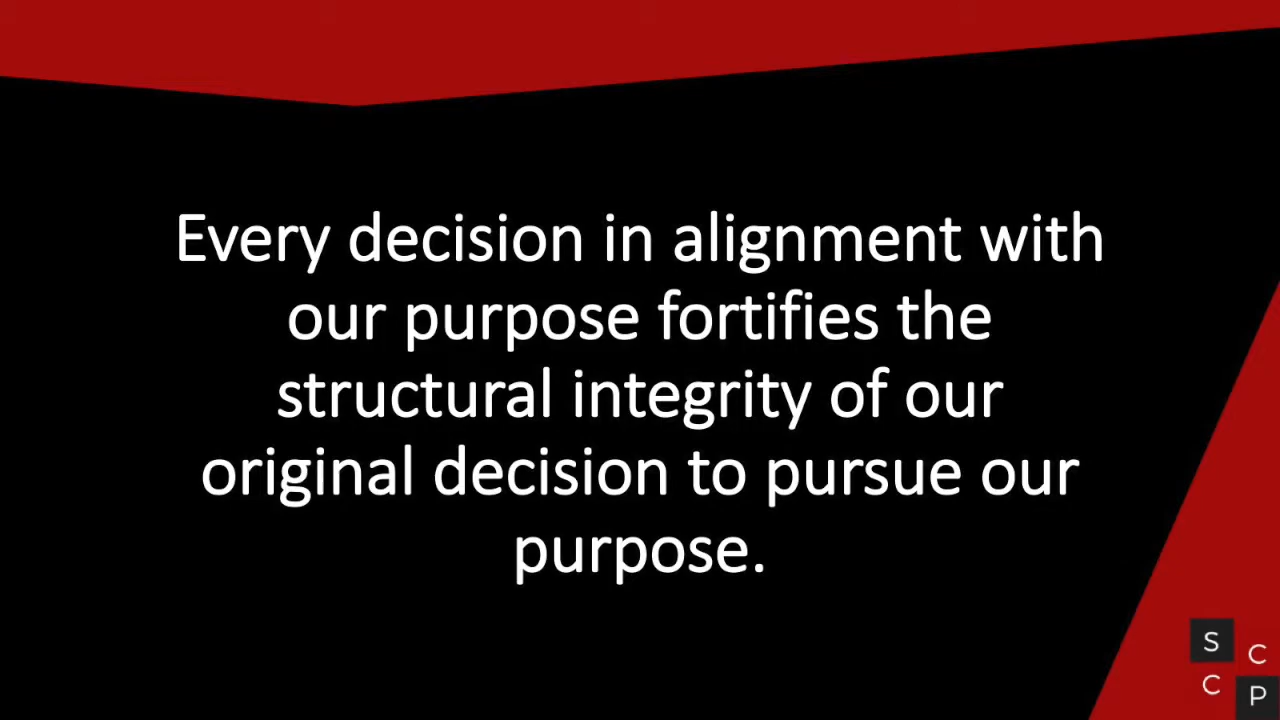 Every decision in alignment with
our purpose fortifies the
structural integrity of our
original decision to pursue our
purpose.
S C
C P